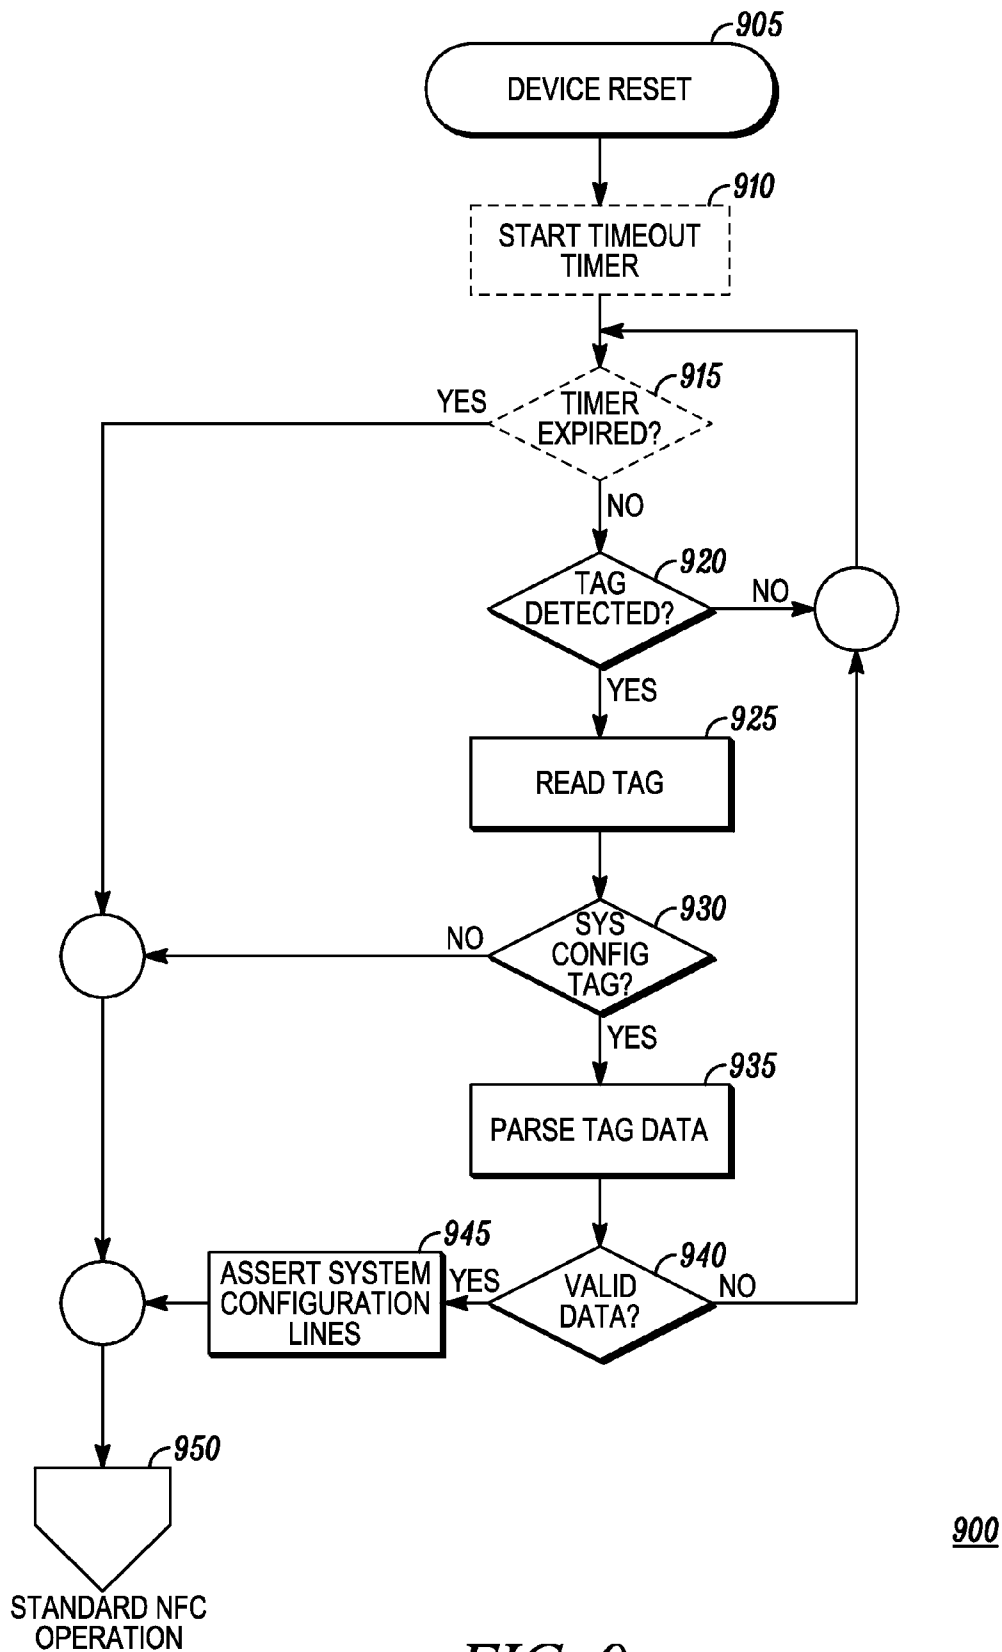 905
DEVICE RESET
910
START TIMEOUT
TIMER
915
YES
TIMER
EXPIRED?
NO
920
TAG
DETECTED?
NO
YES
925
READ TAG
930
SYS
CONFIG
TAG?
NO
YES
935
PARSE TAG DATA
945
ASSERT SYSTEM
CONFIGURATION
LINES
YES
940
VALID
DATA?
NO
950
STANDARD NFC
OPERATION
900
FIG. 9